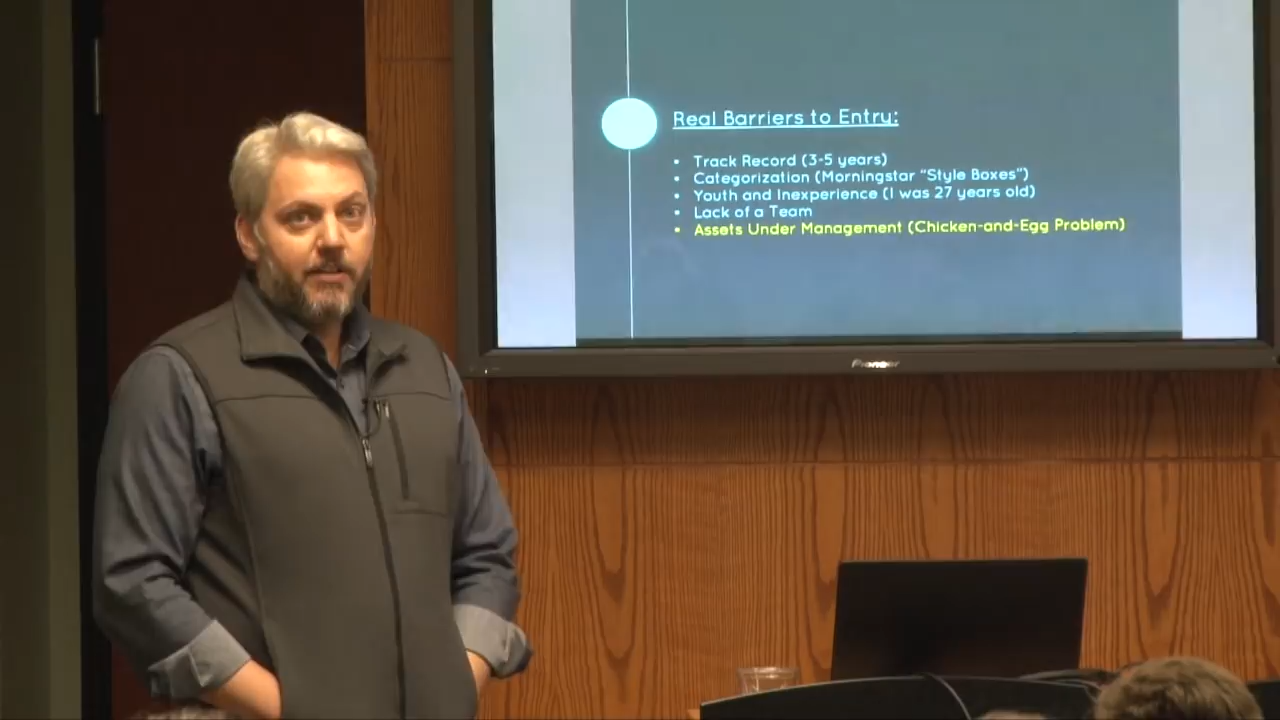 Real Barriers to Entry:
• Track Record (3-5 years)
• Categorization (Morningstar “Style Boxes”)
• Youth and Inexperience (I was 27 years old)
• Lack of a Team
• Assets Under Management (Chicken-and-Egg Problem)
Pioneer